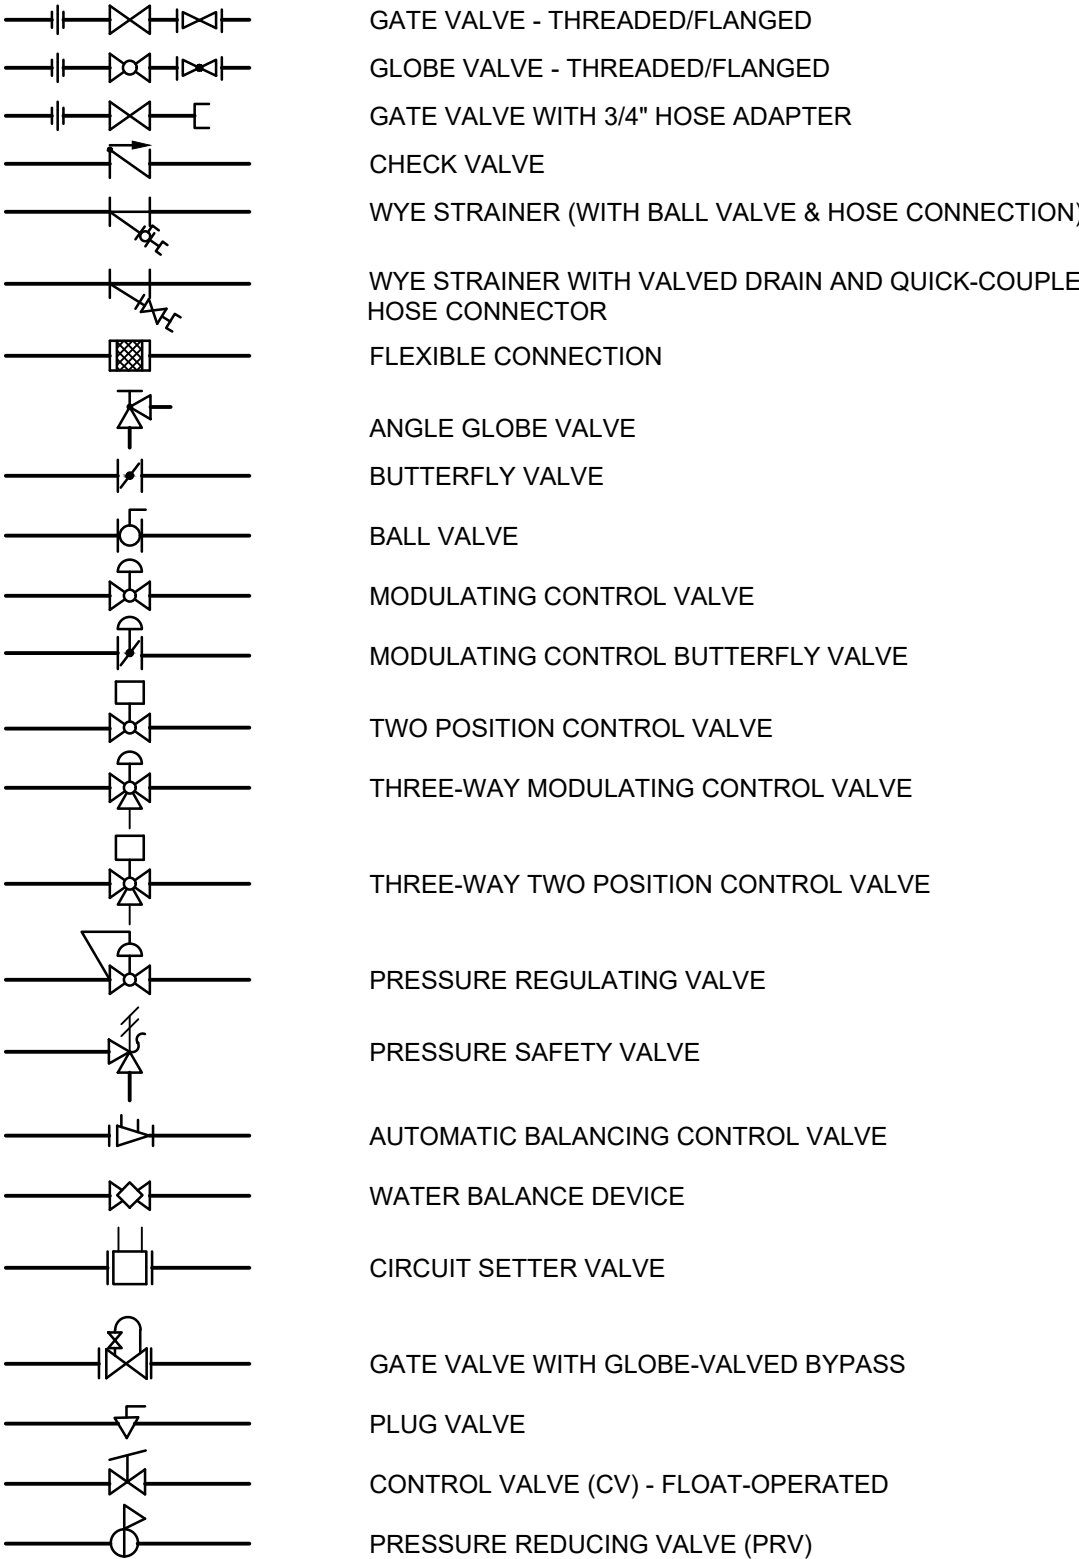 GATE VALVE - THREADED/FLANGED
GLOBE VALVE - THREADED/FLANGED
GATE VALVE WITH 3/4" HOSE ADAPTER
CHECK VALVE
WYE STRAINER (WITH BALL VALVE & HOSE CONNECTION)
WYE STRAINER WITH VALVED DRAIN AND QUICK-COUPLE
HOSE CONNECTOR
FLEXIBLE CONNECTION
ANGLE GLOBE VALVE
BUTTERFLY VALVE
BALL VALVE
MODULATING CONTROL VALVE
MODULATING CONTROL BUTTERFLY VALVE
TWO POSITION CONTROL VALVE
THREE-WAY MODULATING CONTROL VALVE
THREE-WAY TWO POSITION CONTROL VALVE
PRESSURE REGULATING VALVE
PRESSURE SAFETY VALVE
AUTOMATIC BALANCING CONTROL VALVE
WATER BALANCE DEVICE
CIRCUIT SETTER VALVE
GATE VALVE WITH GLOBE-VALVED BYPASS
PLUG VALVE
CONTROL VALVE (CV) - FLOAT-OPERATED
PRESSURE REDUCING VALVE (PRV)